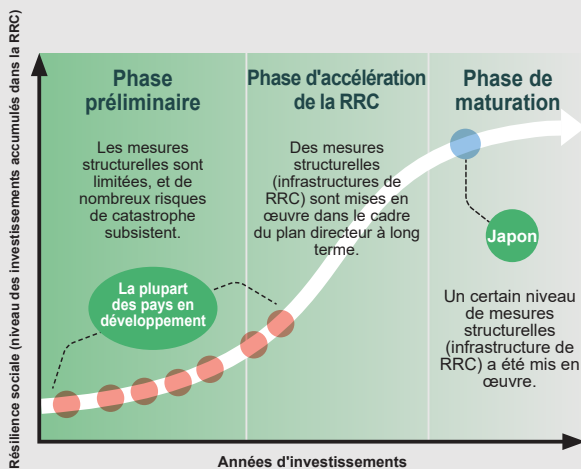 Résilience sociale (niveau des investissements accumulés dans la RRC)
Phase
préliminaire
Les mesures
structurelles sont
limitées, et de
nombreux risques
de catastrophe
subsistent.
La plupart
des pays en
développement
Phase d'accélération
de la RRC
Des mesures
structurelles
(infrastructures de
RRC) sont mises en
œuvre dans le cadre
du plan directeur à long
terme.
Phase de
maturation
Japon
Un certain niveau
de mesures
structurelles
(infrastructure de
RRC) a été mis en
œuvre.
Années d'investissements